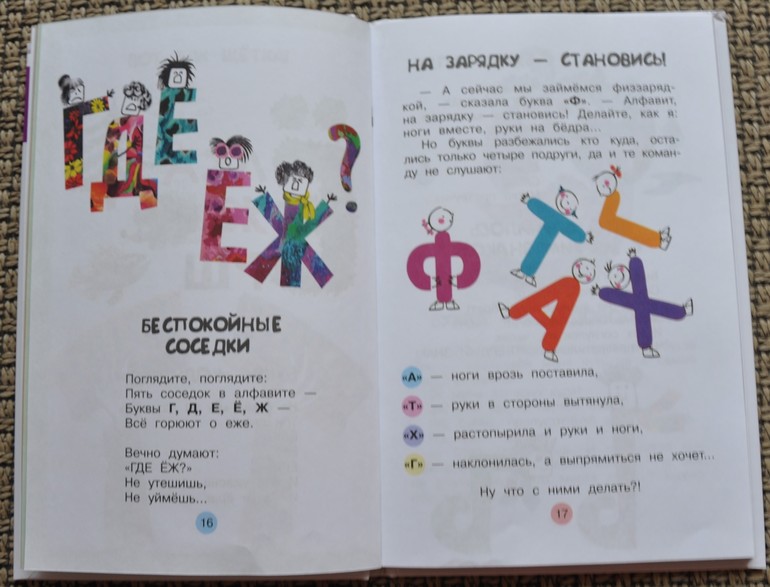 ГДЕ
ЕЖ?
БЕСПОКОЙНЫЕ
СОСЕДКИ
Поглядите, поглядите:
Пять соседок в алфавите —
Буквы Г, Д, Е, Ё, Ж —
Всё горюют о еже.
Вечно думают:
«ГДЕ ЁЖ?»
Не утешишь,
Не уймёшь...
16
НА ЗАРЯДКУ — СТАНОВИСЬ!
— А сейчас мы займёмся физзаряд-
кой, — сказала буква «Ф». — Алфавит,
на зарядку — становись! Делайте, как я:
ноги вместе, руки на бёдра...
Но буквы разбежались кто куда, оста-
лись только четыре подруги, да и те коман-
ду не слушают:
Ф Т Г
А Х
«А» — ноги врозь поставила,
«Т» — руки в стороны вытянула,
«Х» — растопырила и руки и ноги,
«Г» — наклонилась, а выпрямиться не хочет...
Ну что с ними делать?!
17